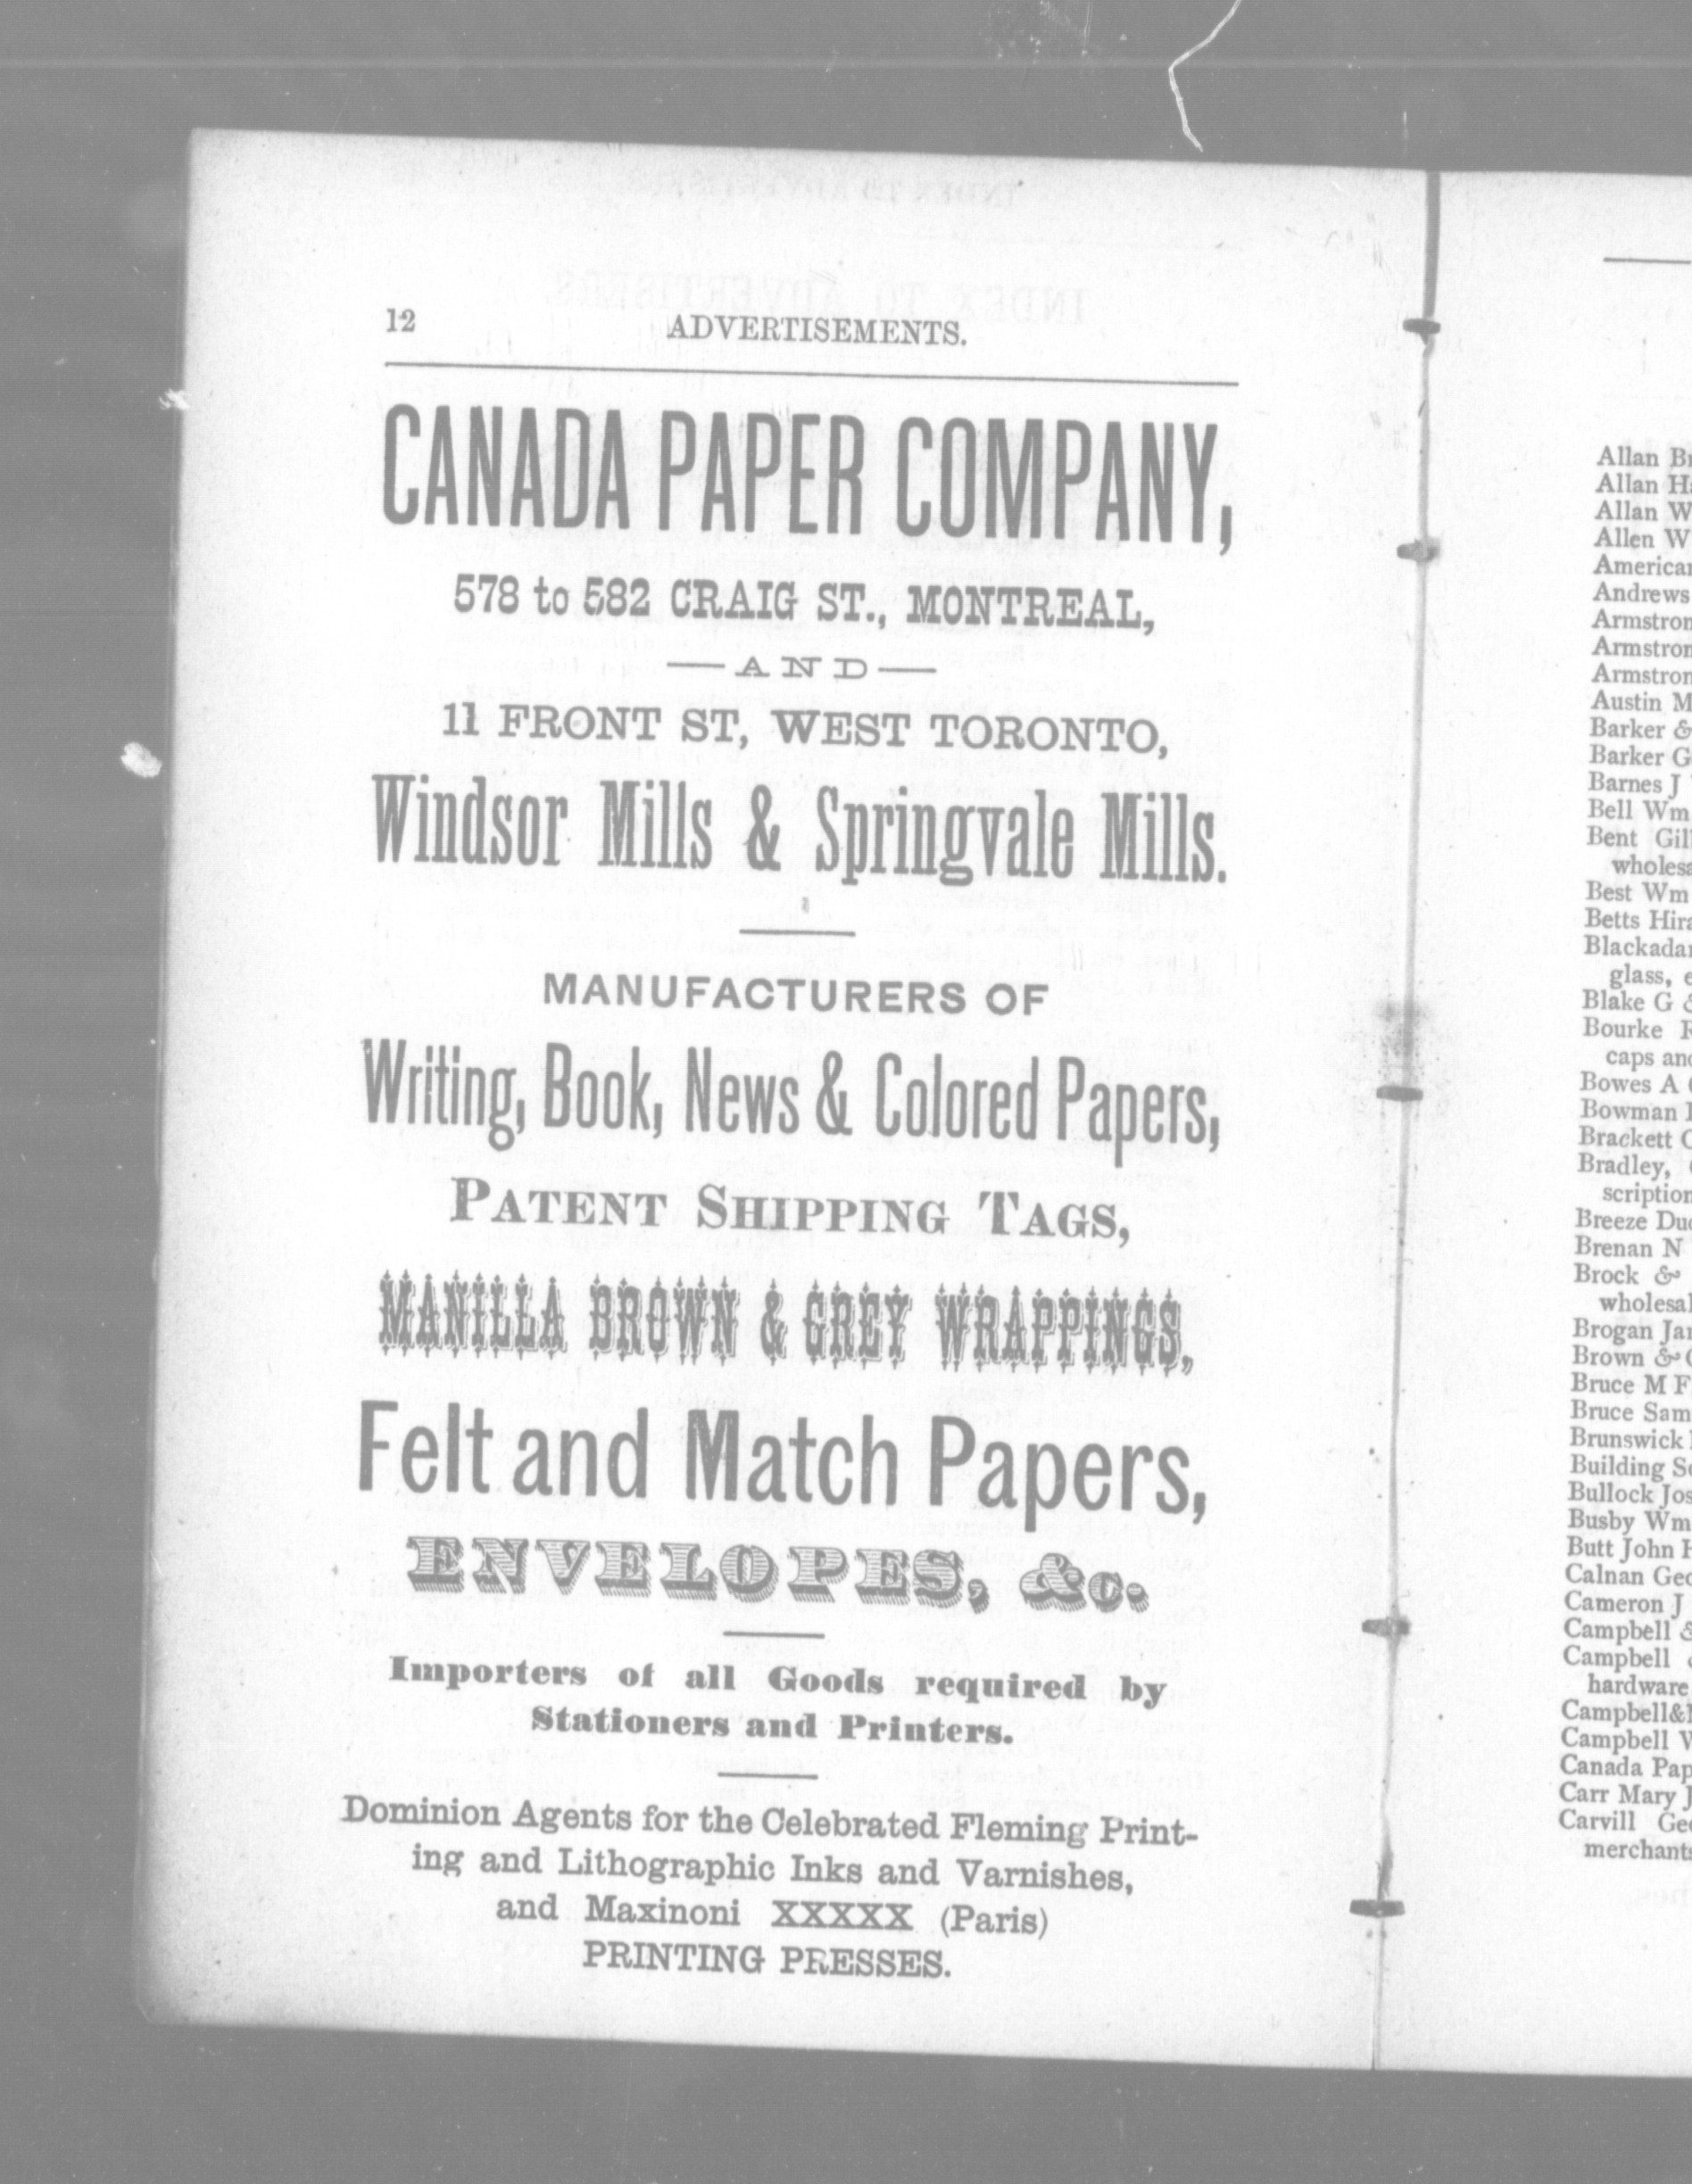 12 ADVERTISEMENTS.
CANADA PAPER COMPANY,
578 to 582 CRAIG ST., MONTREAL,
—AND—
11 FRONT ST, WEST TORONTO,
Windsor Mills & Springvale Mills.
MANUFACTURERS OF
Writing, Book, News & Colored Papers,
PATENT SHIPPING TAGS,
MANILLA BROWN & GREY WRAPPINGS,
Felt and Match Papers,
ENVELOPES, &c.
Importers of all Goods required by
Stationers and Printers.
Dominion Agents for the Celebrated Fleming Print-
ing and Lithographic Inks and Varnishes,
and Maxinoni XXXXX (Paris)
PRINTING PRESSES.
Allan
Allan
Allan W
Allen W
Andrews
Austin M
Barker &
Barker G
Barnes J
Bell Wm
Bent
Best Wm
Betts
glass,
Blake G
Bourke
caps
Bowes A
Bowman
Brackett
Bradley,
Breeze
Brenan N
Brock &
Brogan
Brown &
Bruce M F
Bruce
Brunswick
Building
Bullock
Busby Wm
Butt John
Calnan
Cameron J
Campbell
Campbell
hardware
Campbell
Canada
Carr Mary
Carvill
merchants